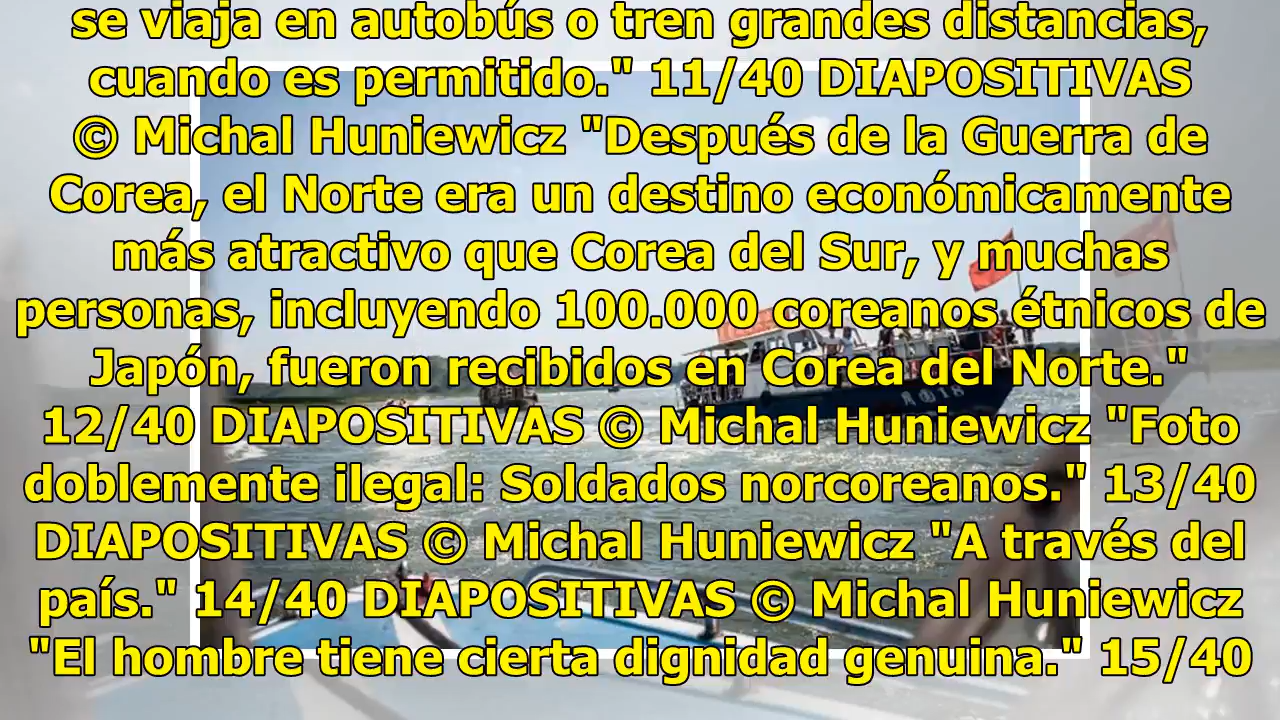 se viaja en autobús o tren grandes distancias,
cuando es permitido." 11/40 DIAPOSITIVAS
© Michal Huniewicz "Después de la Guerra de
Corea, el Norte era un destino económicamente
más atractivo que Corea del Sur, y muchas
personas, incluyendo 100.000 coreanos étnicos de
Japón, fueron recibidos en Corea del Norte."
12/40 DIAPOSITIVAS © Michal Huniewicz "Foto
doblemente ilegal: Soldados norcoreanos." 13/40
DIAPOSITIVAS © Michal Huniewicz "A través del
país." 14/40 DIAPOSITIVAS © Michal Huniewicz
"El hombre tiene cierta dignidad genuina." 15/40